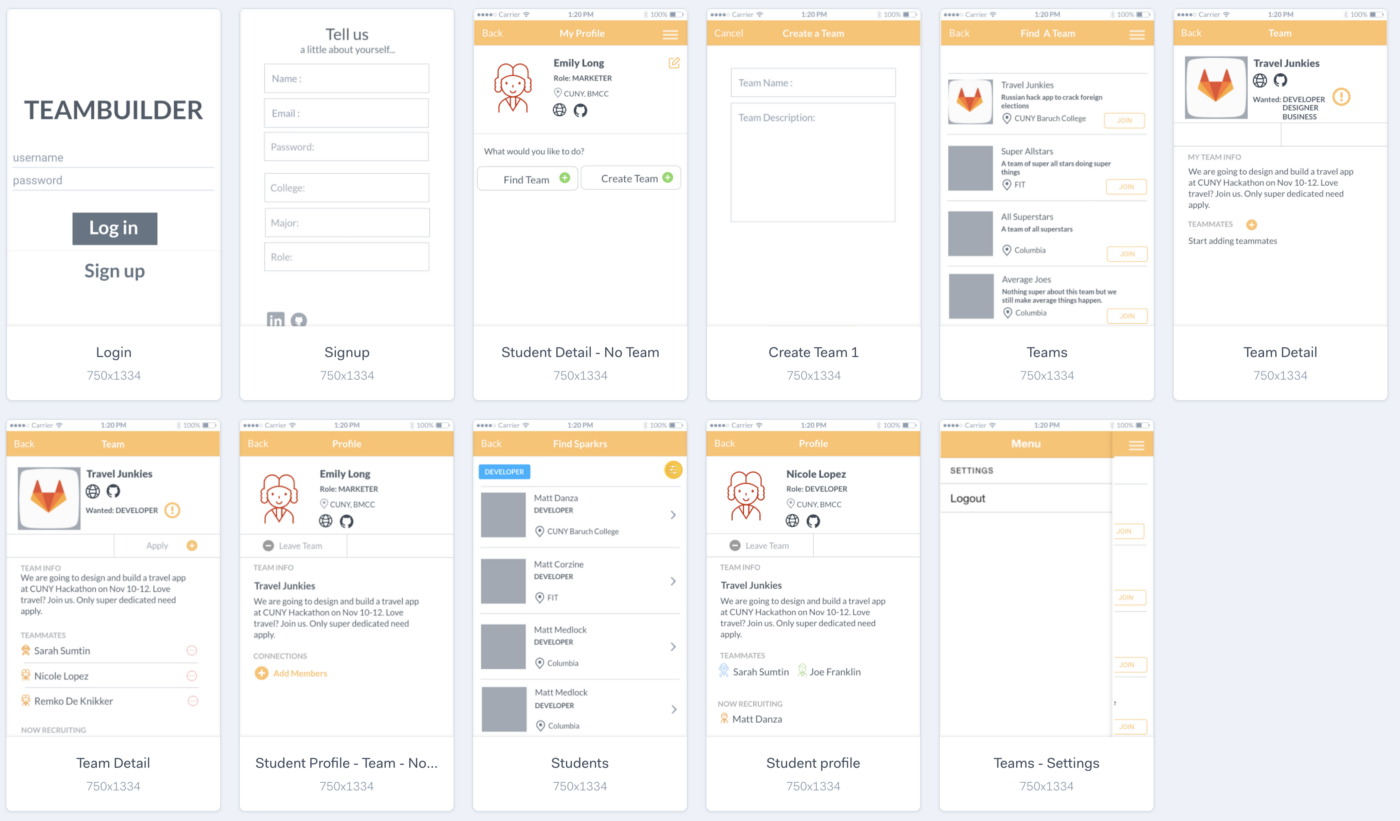 TEAMBUILDER
username
password
Log in
Sign up
Login
750x1334
Tell us
a little about yourself...
Name :
Email :
Password:
College:
Major:
Role:
in
Signup
750x1334
Carrier 1:20 PM 100%
Back My Profile
Emily Long
Role: MARKETER
CUNY, BMCC
What would you like to do?
Find Team
Create Team
Student Detail - No Team
750x1334
Carrier 1:20 PM 100%
Cancel Create a Team
Team Name :
Team Description:
Create Team 1
750x1334
Carrier 1:20 PM 100%
Back Find A Team
Travel Junkies
Russian hack app to crack foreign
elections
CUNY Baruch College JOIN
Super Allstars
A team of super all stars doing super
things
FIT JOIN
All Superstars
A team of all superstars
Columbia JOIN
Average Joes
Nothing super about this team but we
still make average things happen.
Columbia JOIN
Teams
750x1334
Carrier 1:20 PM 100%
Back Team
Travel Junkies
Wanted: DEVELOPER
DESIGNER
BUSINESS
MY TEAM INFO
We are going to design and build a travel app
at CUNY Hackathon on Nov 10-12. Love
travel? Join us. Only super dedicated need
apply.
TEAMMATES
Start adding teammates
Team Detail
750x1334
Carrier 1:20 PM 100%
Back Team
Travel Junkies
Wanted: DEVELOPER
Apply
TEAM INFO
We are going to design and build a travel app
at CUNY Hackathon on Nov 10-12. Love
travel? Join us. Only super dedicated need
apply.
TEAMMATES
Sarah Sumtin
Nicole Lopez
Remko De Knikker
NOW RECRUITING
Team Detail
750x1334
Carrier 1:20 PM 100%
Back Profile
Emily Long
Role: MARKETER
CUNY, BMCC
Leave Team
TEAM INFO
Travel Junkies
We are going to design and build a travel app
at CUNY Hackathon on Nov 10-12. Love
travel? Join us. Only super dedicated need
apply.
CONNECTIONS
Add Members
Student Profile - Team - No...
750x1334
Carrier 1:20 PM 100%
Back Find Sparkrs
DEVELOPER
Matt Danza
DEVELOPER
CUNY Baruch College
Matt Corzine
DEVELOPER
FIT
Matt Medlock
DEVELOPER
Columbia
Matt Medlock
DEVELOPER
Columbia
Students
750x1334
Carrier 1:20 PM 100%
Back Profile
Nicole Lopez
Role: DEVELOPER
CUNY, BMCC
Leave Team
TEAM INFO
Travel Junkies
We are going to design and build a travel app
at CUNY Hackathon on Nov 10-12. Love
travel? Join us. Only super dedicated need
apply.
TEAMMATES
Sarah Sumtin Joe Franklin
NOW RECRUITING
Matt Danza
Student profile
750x1334
Carrier 1:20 PM 100%
Menu
SETTINGS
Logout
JOIN
JOIN
JOIN
JOIN
Teams - Settings
750x1334